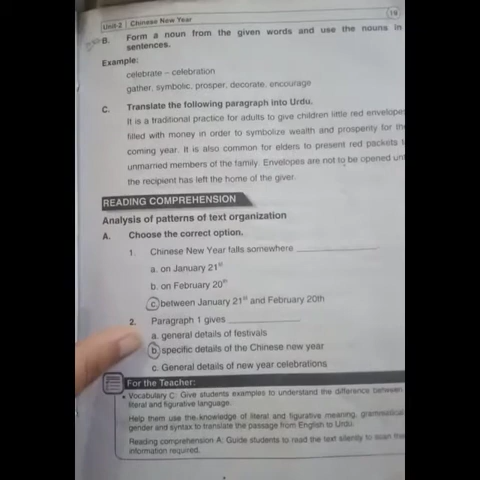 Unit-2 Chinese New Year 19
B. Form a noun from the given words and use the nouns in
sentences.
Example:
celebrate – celebration
gather, symbolic, prosper, decorate, encourage
C. Translate the following paragraph into Urdu.
It is a traditional practice for adults to give children little red envelopes
filled with money in order to symbolize wealth and prosperity for the
coming year. It is also common for elders to present red packets
unmarried members of the family. Envelopes are not to be opened
the recipient has left the home of the giver.
READING COMPREHENSION
Analysis of patterns of text organization
A. Choose the correct option.
1. Chinese New Year falls somewhere ____________
a. on January 21st
b. on February 20th
c. between January 21st and February 20th
2. Paragraph 1 gives ____________
a. general details of festivals
b. specific details of the Chinese new year
c. General details of new year celebrations
For the Teacher:
• Vocabulary C: Give students examples to understand the difference between
literal and figurative language.
Help them use the knowledge of literal and figurative meaning, grammatical
gender and syntax to translate the passage from English to Urdu.
Reading comprehension A: Guide students to read the text silently to scan the
information required.